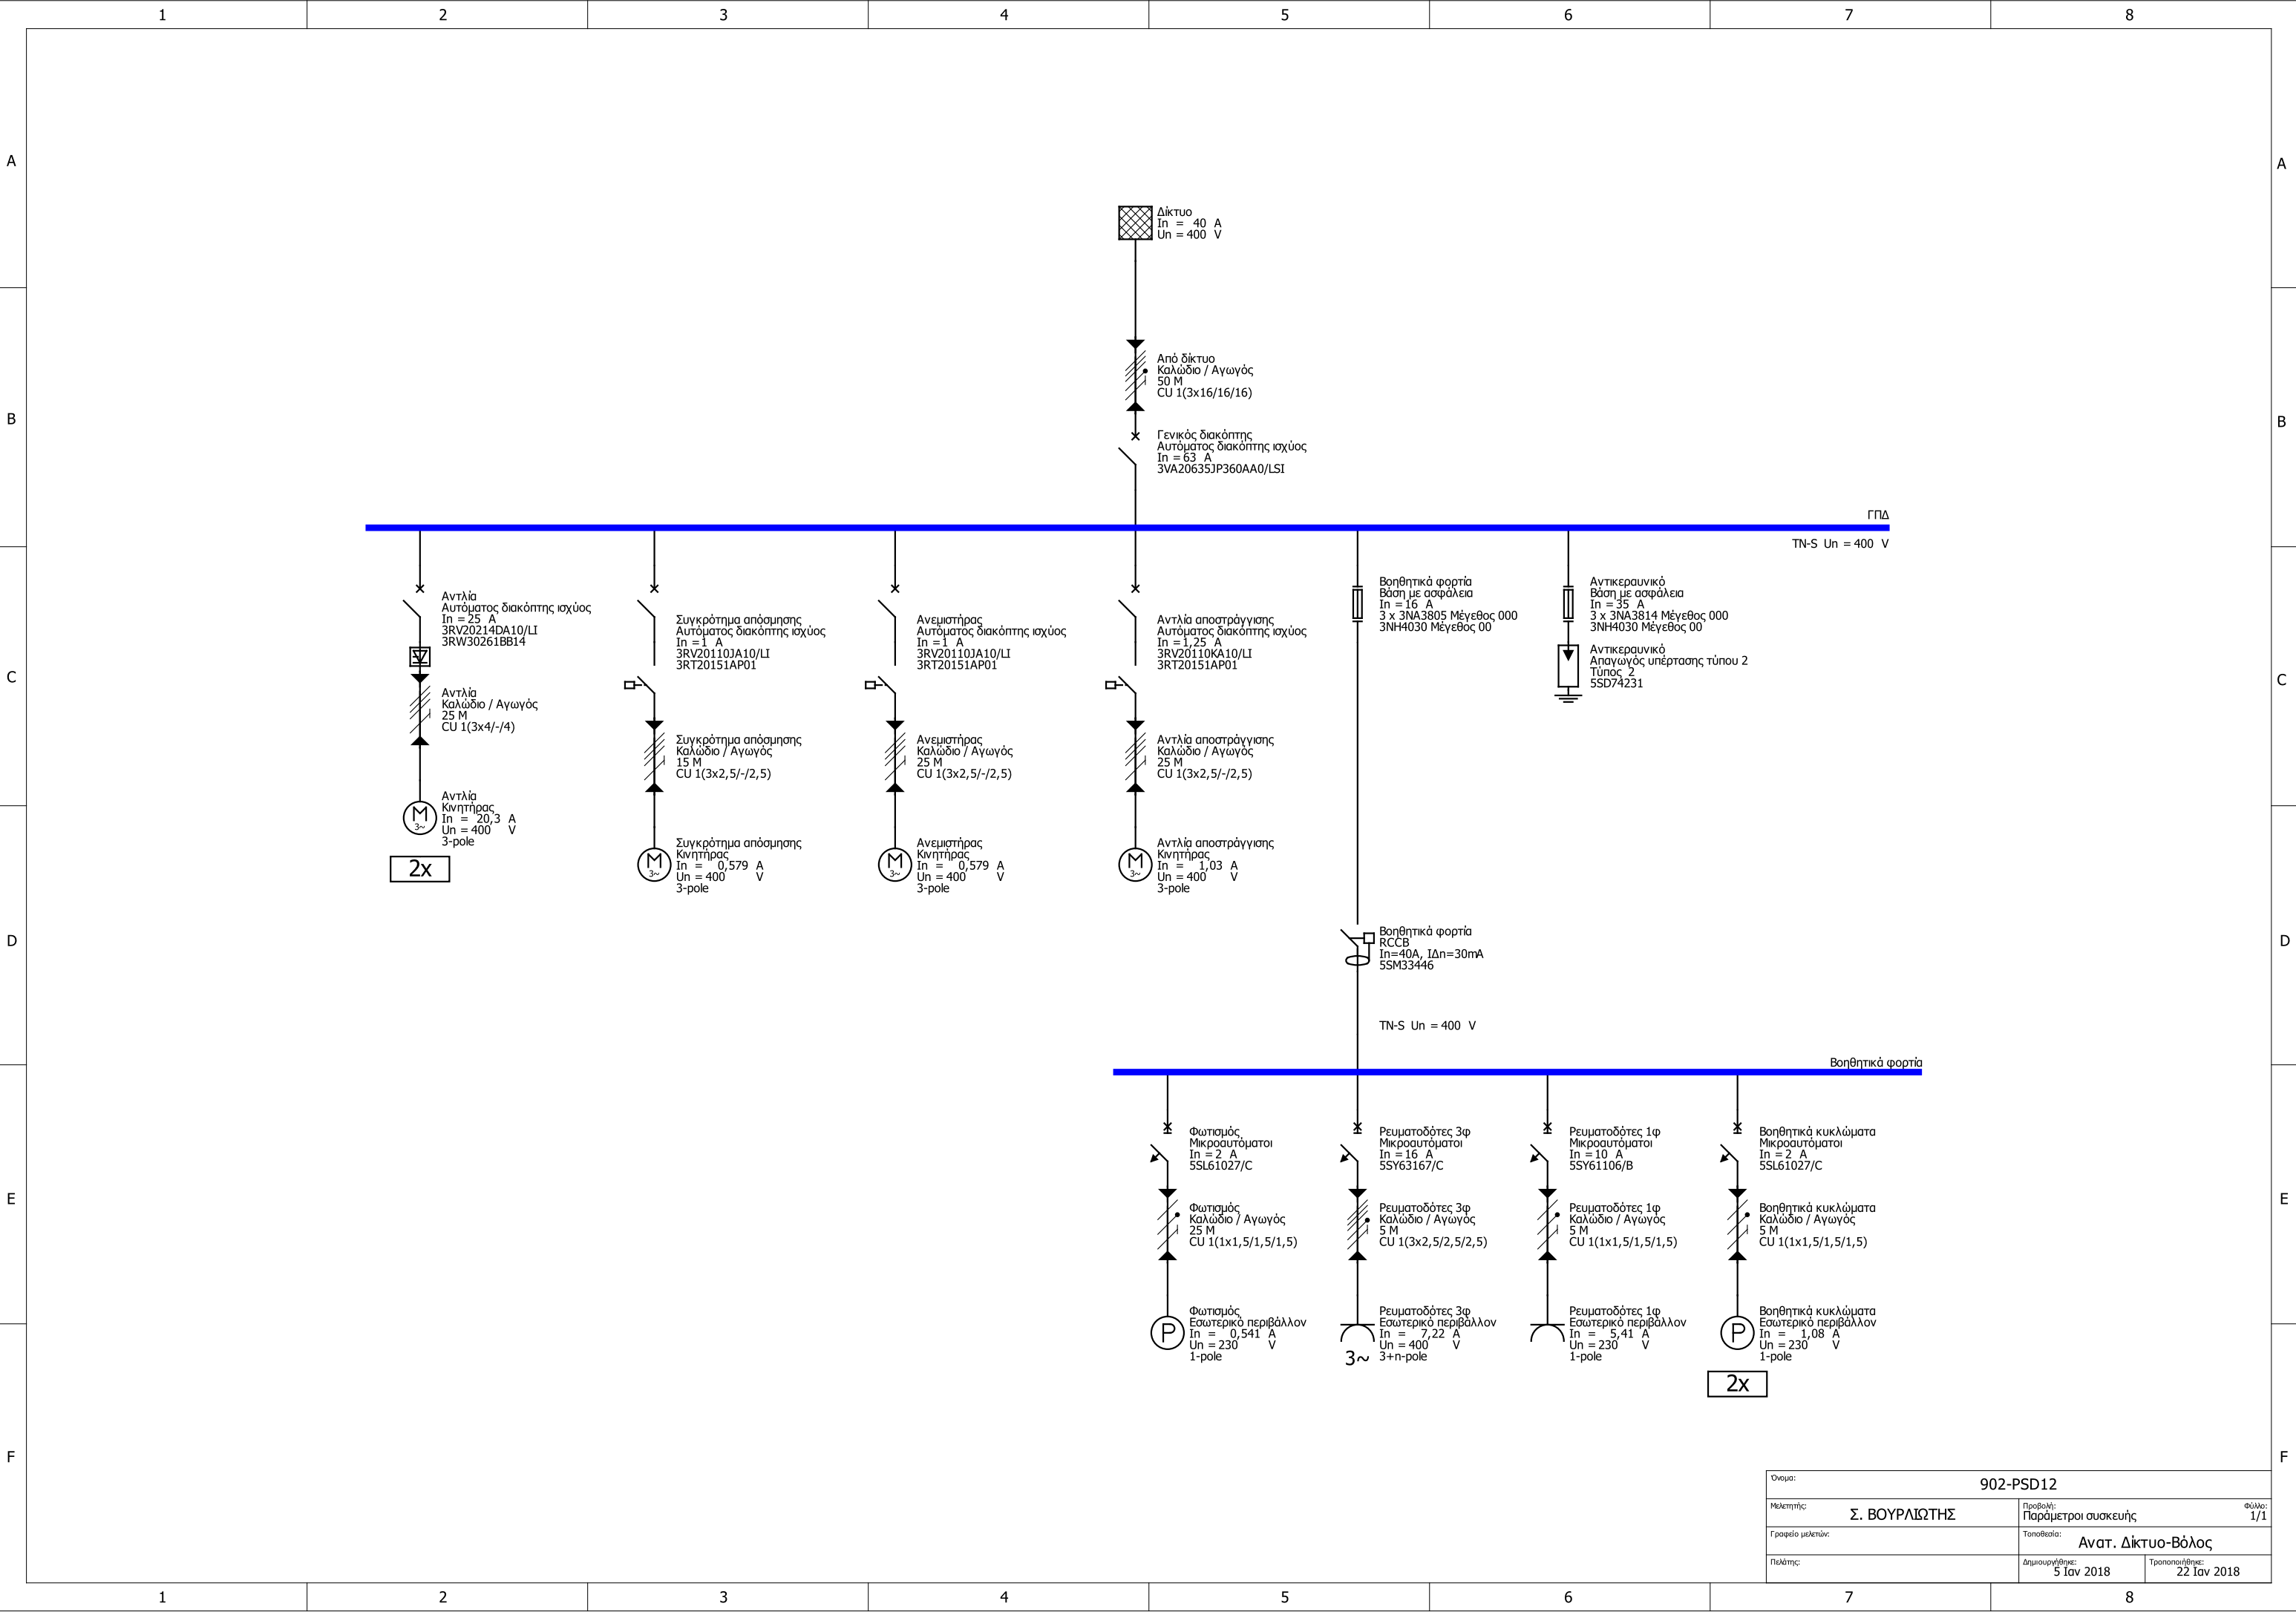 1 2 3 4 5 6 7 8
A A
B B
C C
D D
E E
F F
Δίκτυο
In = 40 A
Un = 400 V
Από δίκτυο
Καλώδιο / Αγωγός
50 M
CU 1(3x16/16/16)
Γενικός διακόπτης
Αυτόματος διακόπτης ισχύος
In = 63 A
3VA20635JP360AA0/LSI
ΓΠΔ
TN-S Un = 400 V
Αντλία
Αυτόματος διακόπτης ισχύος
In = 25 A
3RV20214DA10/LI
3RW30261BB14
Αντλία
Καλώδιο / Αγωγός
25 M
CU 1(3x4/-/4)
M
3~
Αντλία
Κινητήρας
In = 20,3 A
Un = 400 V
3-pole
2x
Συγκρότημα απόσμησης
Αυτόματος διακόπτης ισχύος
In = 1 A
3RV20110JA10/LI
3RT20151AP01
Συγκρότημα απόσμησης
Καλώδιο / Αγωγός
15 M
CU 1(3x2,5/-/2,5)
M
3~
Συγκρότημα απόσμησης
Κινητήρας
In = 0,579 A
Un = 400 V
3-pole
Ανεμιστήρας
Αυτόματος διακόπτης ισχύος
In = 1 A
3RV20110JA10/LI
3RT20151AP01
Ανεμιστήρας
Καλώδιο / Αγωγός
25 M
CU 1(3x2,5/-/2,5)
M
3~
Ανεμιστήρας
Κινητήρας
In = 0,579 A
Un = 400 V
3-pole
Αντλία αποστράγγισης
Αυτόματος διακόπτης ισχύος
In = 1,25 A
3RV20110KA10/LI
3RT20151AP01
Αντλία αποστράγγισης
Καλώδιο / Αγωγός
25 M
CU 1(3x2,5/-/2,5)
M
3~
Αντλία αποστράγγισης
Κινητήρας
In = 1,03 A
Un = 400 V
3-pole
Βοηθητικά φορτία
Βάση με ασφάλεια
In = 16 A
3 x 3NA3805 Μέγεθος 000
3NH4030 Μέγεθος 00
Αντικεραυνικό
Βάση με ασφάλεια
In = 35 A
3 x 3NA3814 Μέγεθος 000
3NH4030 Μέγεθος 00
Αντικεραυνικό
Απαγωγός υπέρτασης τύπου 2
Τύπος 2
5SD74231
Βοηθητικά φορτία
RCCB
In=40A, IΔn=30mA
5SM33446
TN-S Un = 400 V
Βοηθητικά φορτία
Φωτισμός
Μικροαυτόματοι
In = 2 A
5SL61027/C
Φωτισμός
Καλώδιο / Αγωγός
25 M
CU 1(1x1,5/1,5/1,5)
P
Φωτισμός
Εσωτερικό περιβάλλον
In = 0,541 A
Un = 230 V
1-pole
Ρευματοδότες 3φ
Μικροαυτόματοι
In = 16 A
5SY63167/C
Ρευματοδότες 3φ
Καλώδιο / Αγωγός
5 M
CU 1(3x2,5/2,5/2,5)
3~
Ρευματοδότες 3φ
Εσωτερικό περιβάλλον
In = 7,22 A
Un = 400 V
3+n-pole
Ρευματοδότες 1φ
Μικροαυτόματοι
In = 10 A
5SY61106/B
Ρευματοδότες 1φ
Καλώδιο / Αγωγός
5 M
CU 1(1x1,5/1,5/1,5)
Ρευματοδότες 1φ
Εσωτερικό περιβάλλον
In = 5,41 A
Un = 230 V
1-pole
Βοηθητικά κυκλώματα
Μικροαυτόματοι
In = 2 A
5SL61027/C
Βοηθητικά κυκλώματα
Καλώδιο / Αγωγός
5 M
CU 1(1x1,5/1,5/1,5)
P
Βοηθητικά κυκλώματα
Εσωτερικό περιβάλλον
In = 1,08 A
Un = 230 V
1-pole
2x
Όνομα: 902-PSD12
Μελετητής: Σ. ΒΟΥΡΛΙΩΤΗΣ
Προβολή: Παράμετροι συσκευής
Φύλλο: 1/1
Γραφείο μελετών:
Τοποθεσία: Ανατ. Δίκτυο-Βόλος
Πελάτης:
Δημιουργήθηκε: 5 Ιαν 2018
Τροποποιήθηκε: 22 Ιαν 2018
1 2 3 4 5 6 7 8